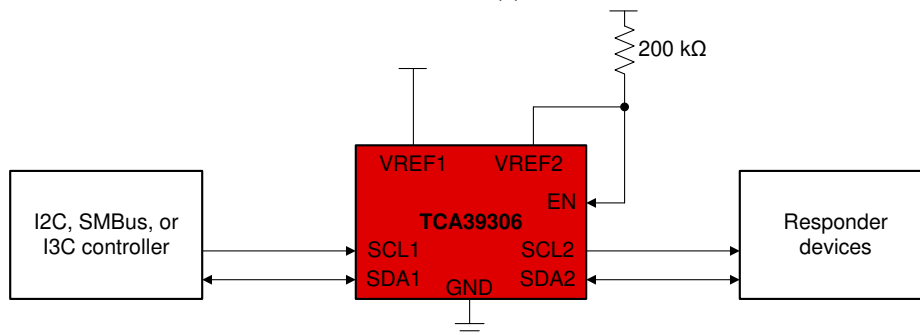 200 kΩ
VREF1
VREF2
EN
I2C, SMBus, or
I3C controller
TCA39306
Responder
devices
SCL1
SCL2
SDA1
SDA2
GND